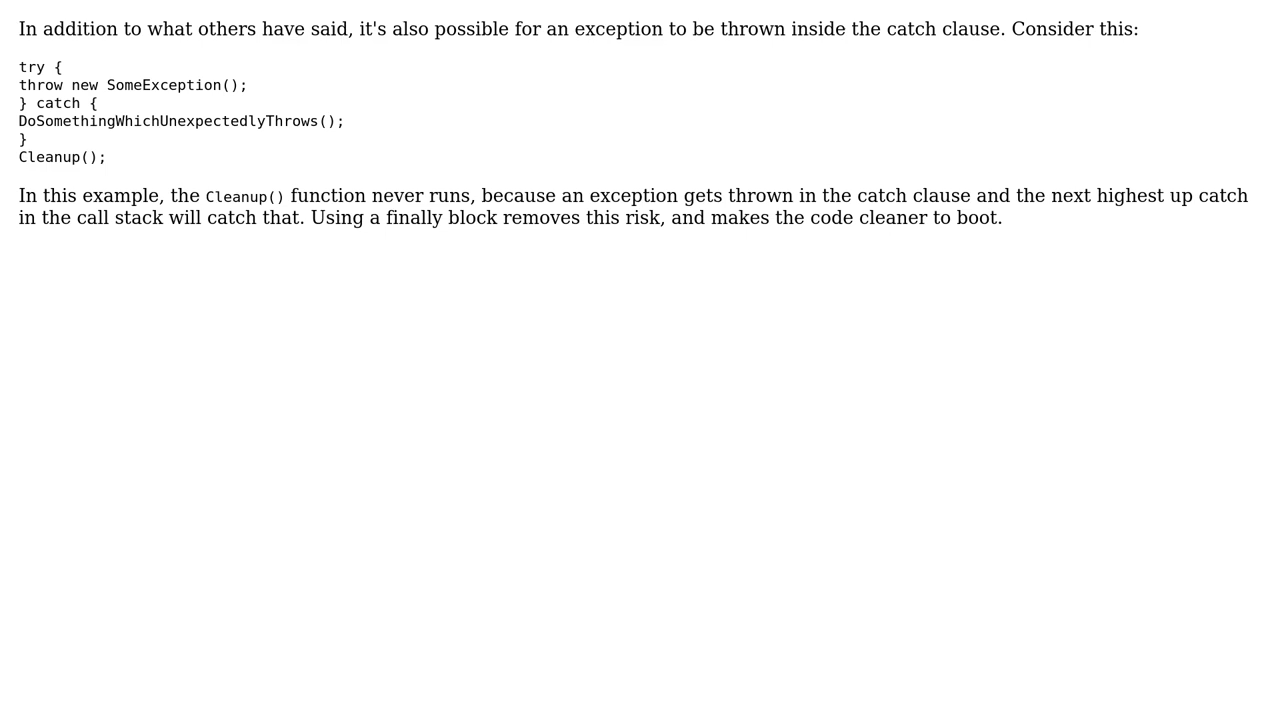 In addition to what others have said, it's also possible for an exception to be thrown inside the catch clause. Consider this:
try {
throw new SomeException();
} catch {
DoSomethingWhichUnexpectedlyThrows();
}
Cleanup();
In this example, the Cleanup() function never runs, because an exception gets thrown in the catch clause and the next highest up catch
in the call stack will catch that. Using a finally block removes this risk, and makes the code cleaner to boot.